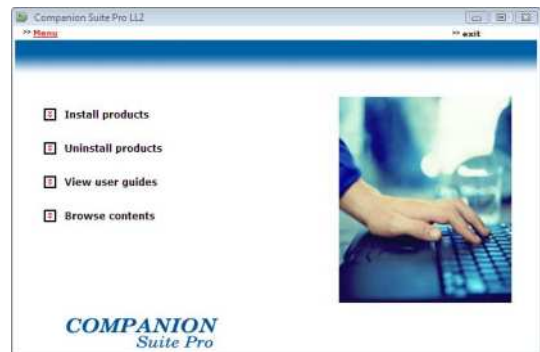 Companion Suite Pro LL2
>> Menu >> exit
Install products
Uninstall products
View user guides
Browse contents
COMPANION
Suite Pro